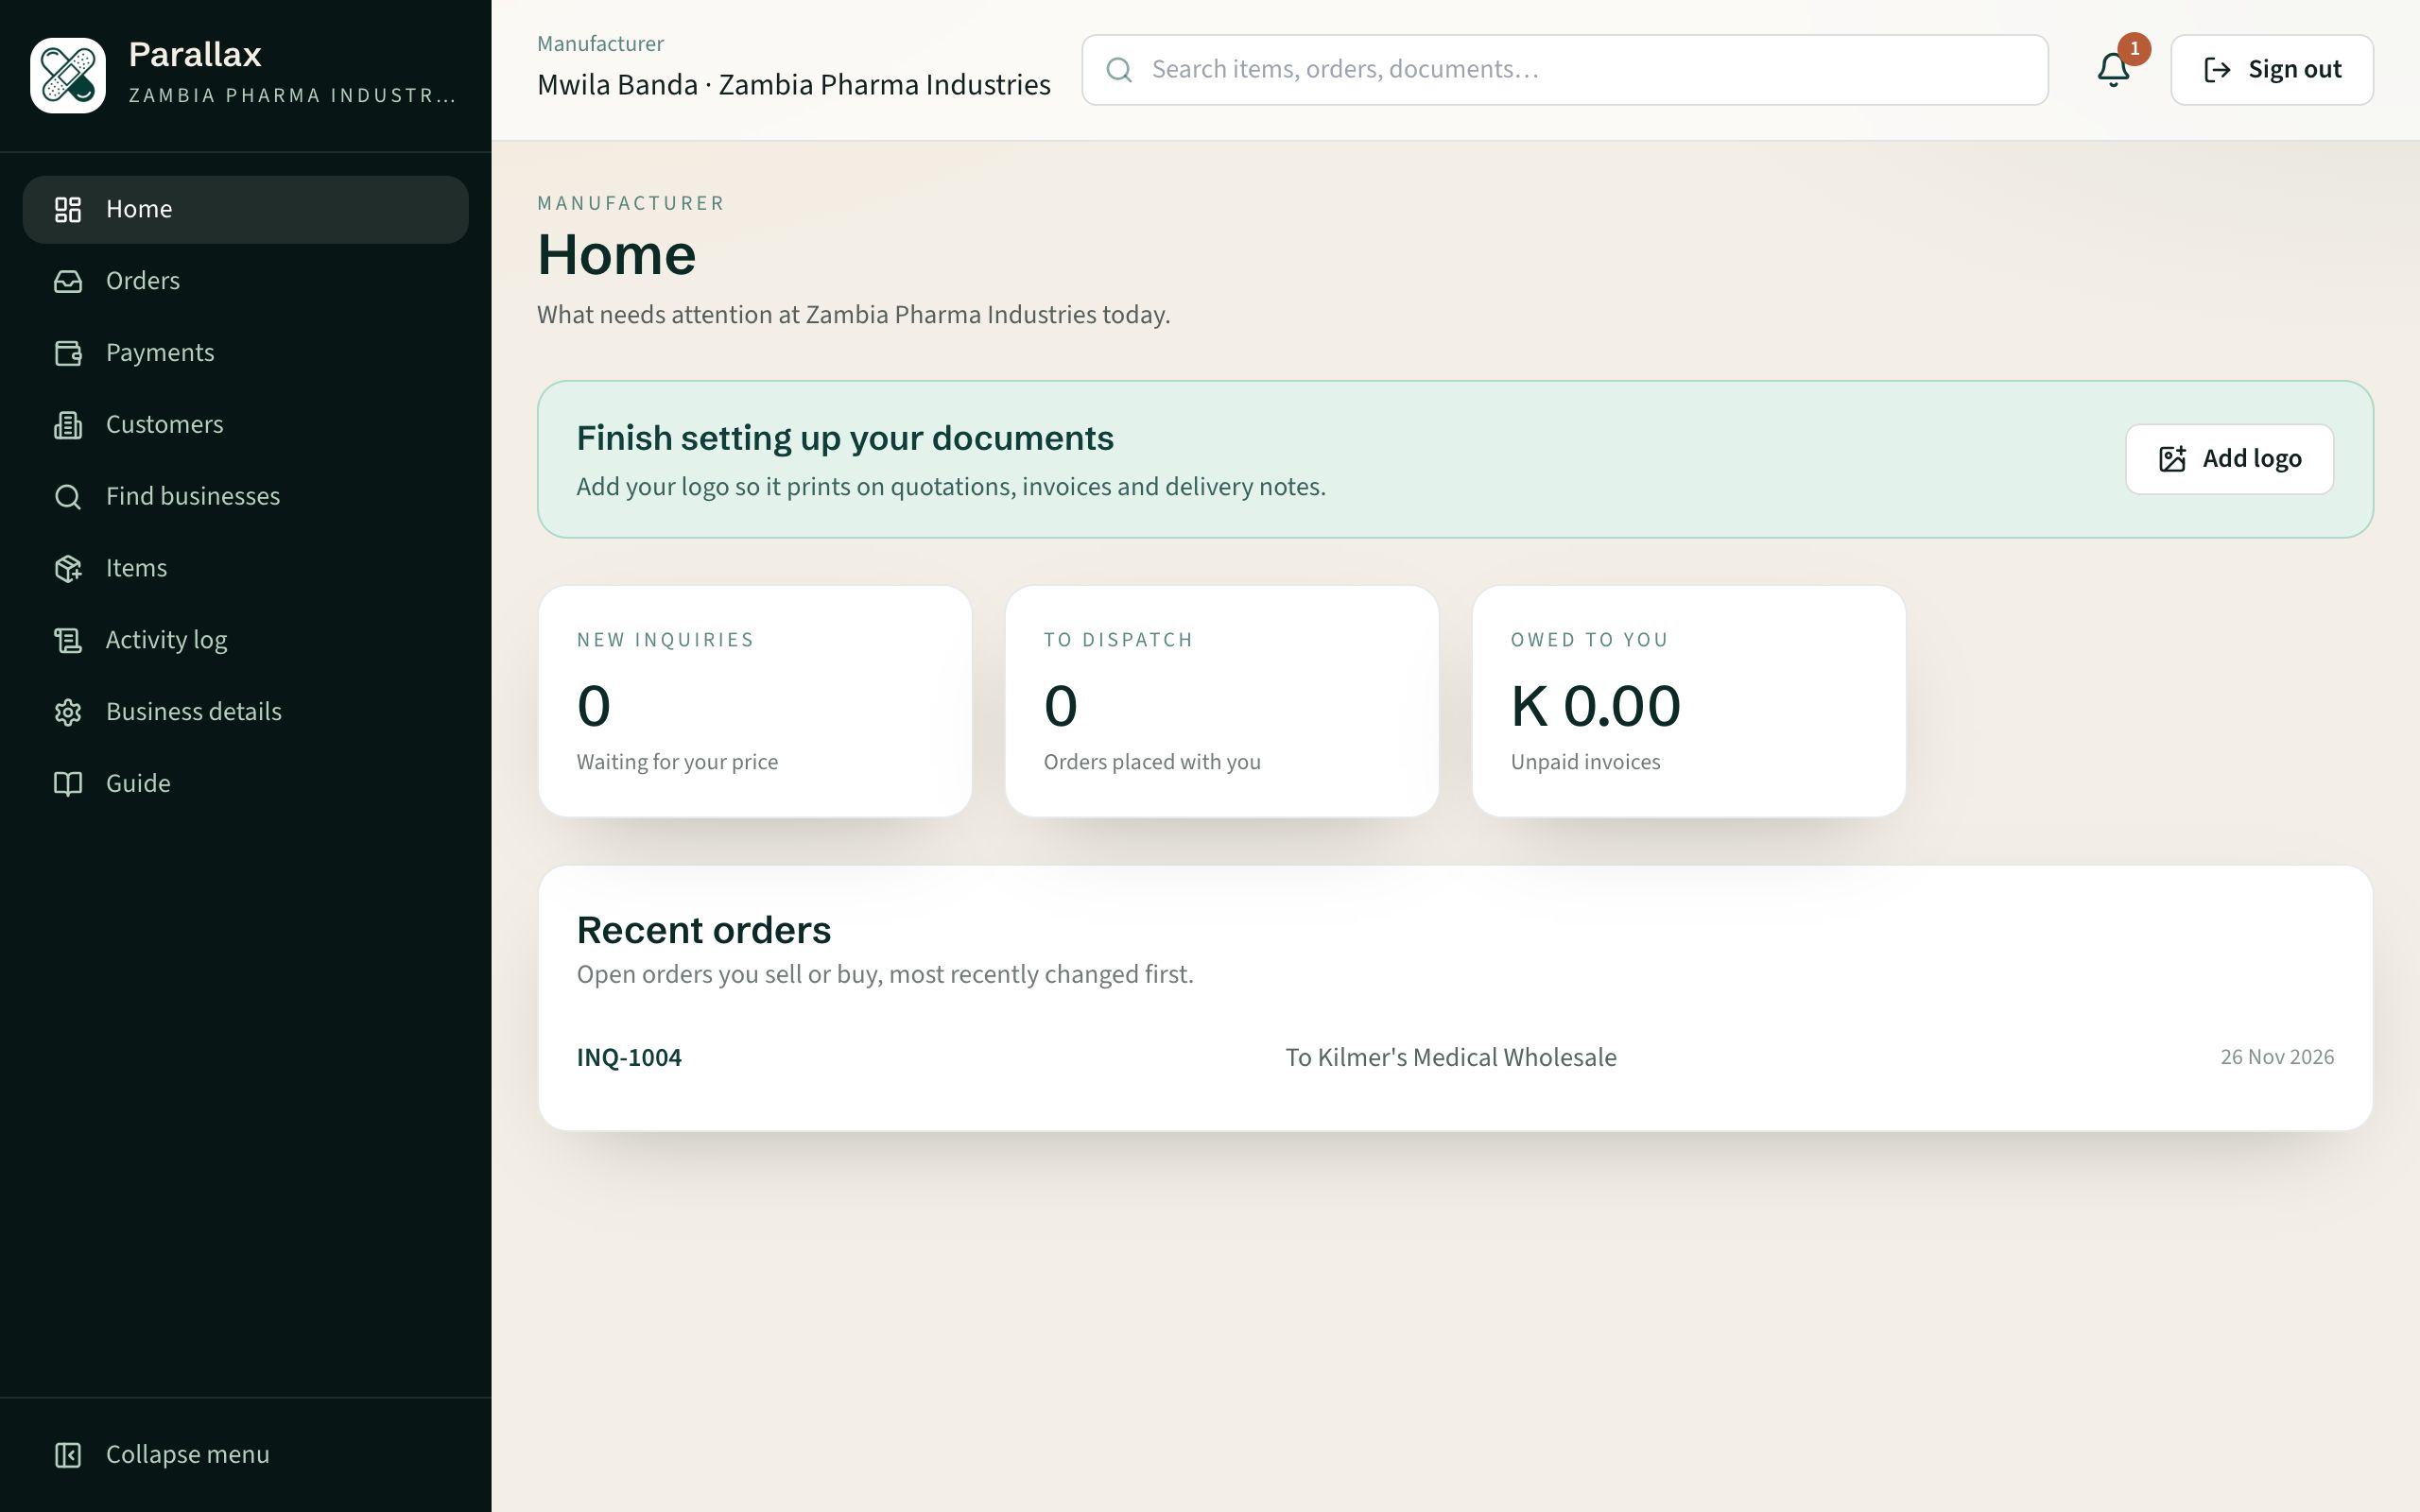 Parallax
ZAMBIA PHARMA INDUSTR...
Home
Orders
Payments
Customers
Find businesses
Items
Activity log
Business details
Guide
Collapse menu
Manufacturer
Mwila Banda · Zambia Pharma Industries
Search items, orders, documents...
1
Sign out
MANUFACTURER
Home
What needs attention at Zambia Pharma Industries today.
Finish setting up your documents
Add your logo so it prints on quotations, invoices and delivery notes.
Add logo
NEW INQUIRIES
0
Waiting for your price
TO DISPATCH
0
Orders placed with you
OWED TO YOU
K 0.00
Unpaid invoices
Recent orders
Open orders you sell or buy, most recently changed first.
INQ-1004
To Kilmer's Medical Wholesale
26 Nov 2026